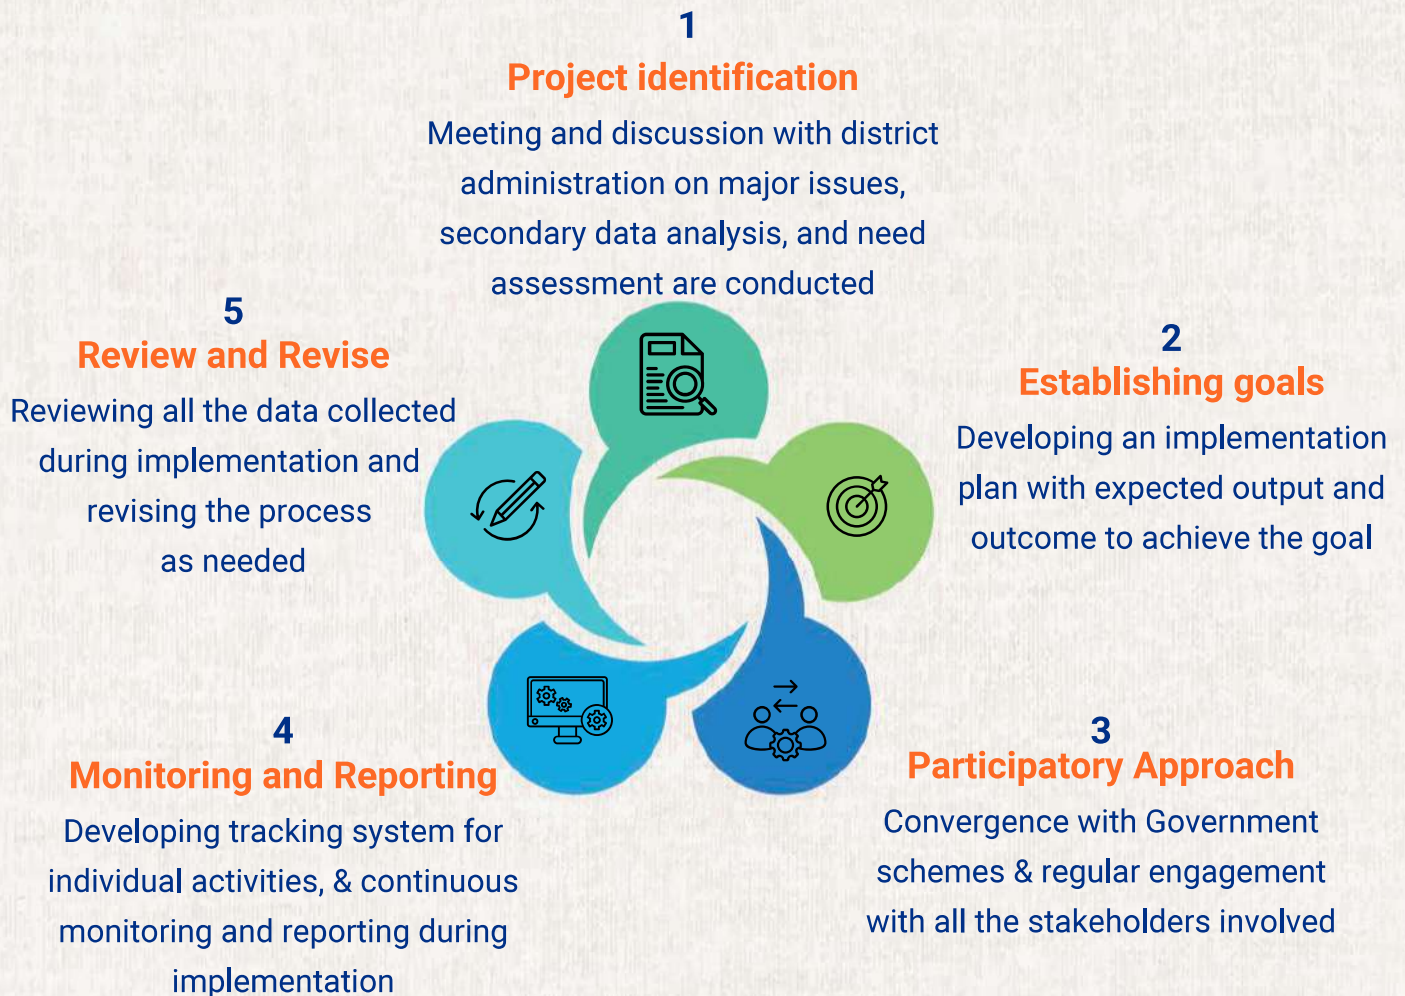 1
Project identification
Meeting and discussion with district
administration on major issues,
secondary data analysis, and need
assessment are conducted
2
Establishing goals
Developing an implementation
plan with expected output and
outcome to achieve the goal
3
Participatory Approach
Convergence with Government
schemes & regular engagement
with all the stakeholders involved
4
Monitoring and Reporting
Developing tracking system for
individual activities, & continuous
monitoring and reporting during
implementation
5
Review and Revise
Reviewing all the data collected
during implementation and
revising the process
as needed